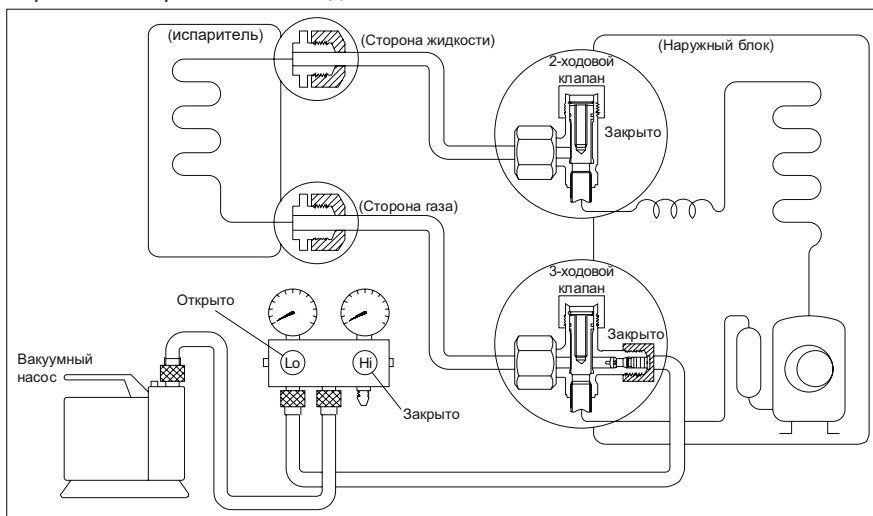 (испаритель)
(Сторона жидкости)
2-ходовой
клапан
(Наружный блок)
Закрыто
(Сторона газа)
3-ходовой
клапан
Открыто
Закрыто
Вакуумный
насос
Lo
Hi
Закрыто